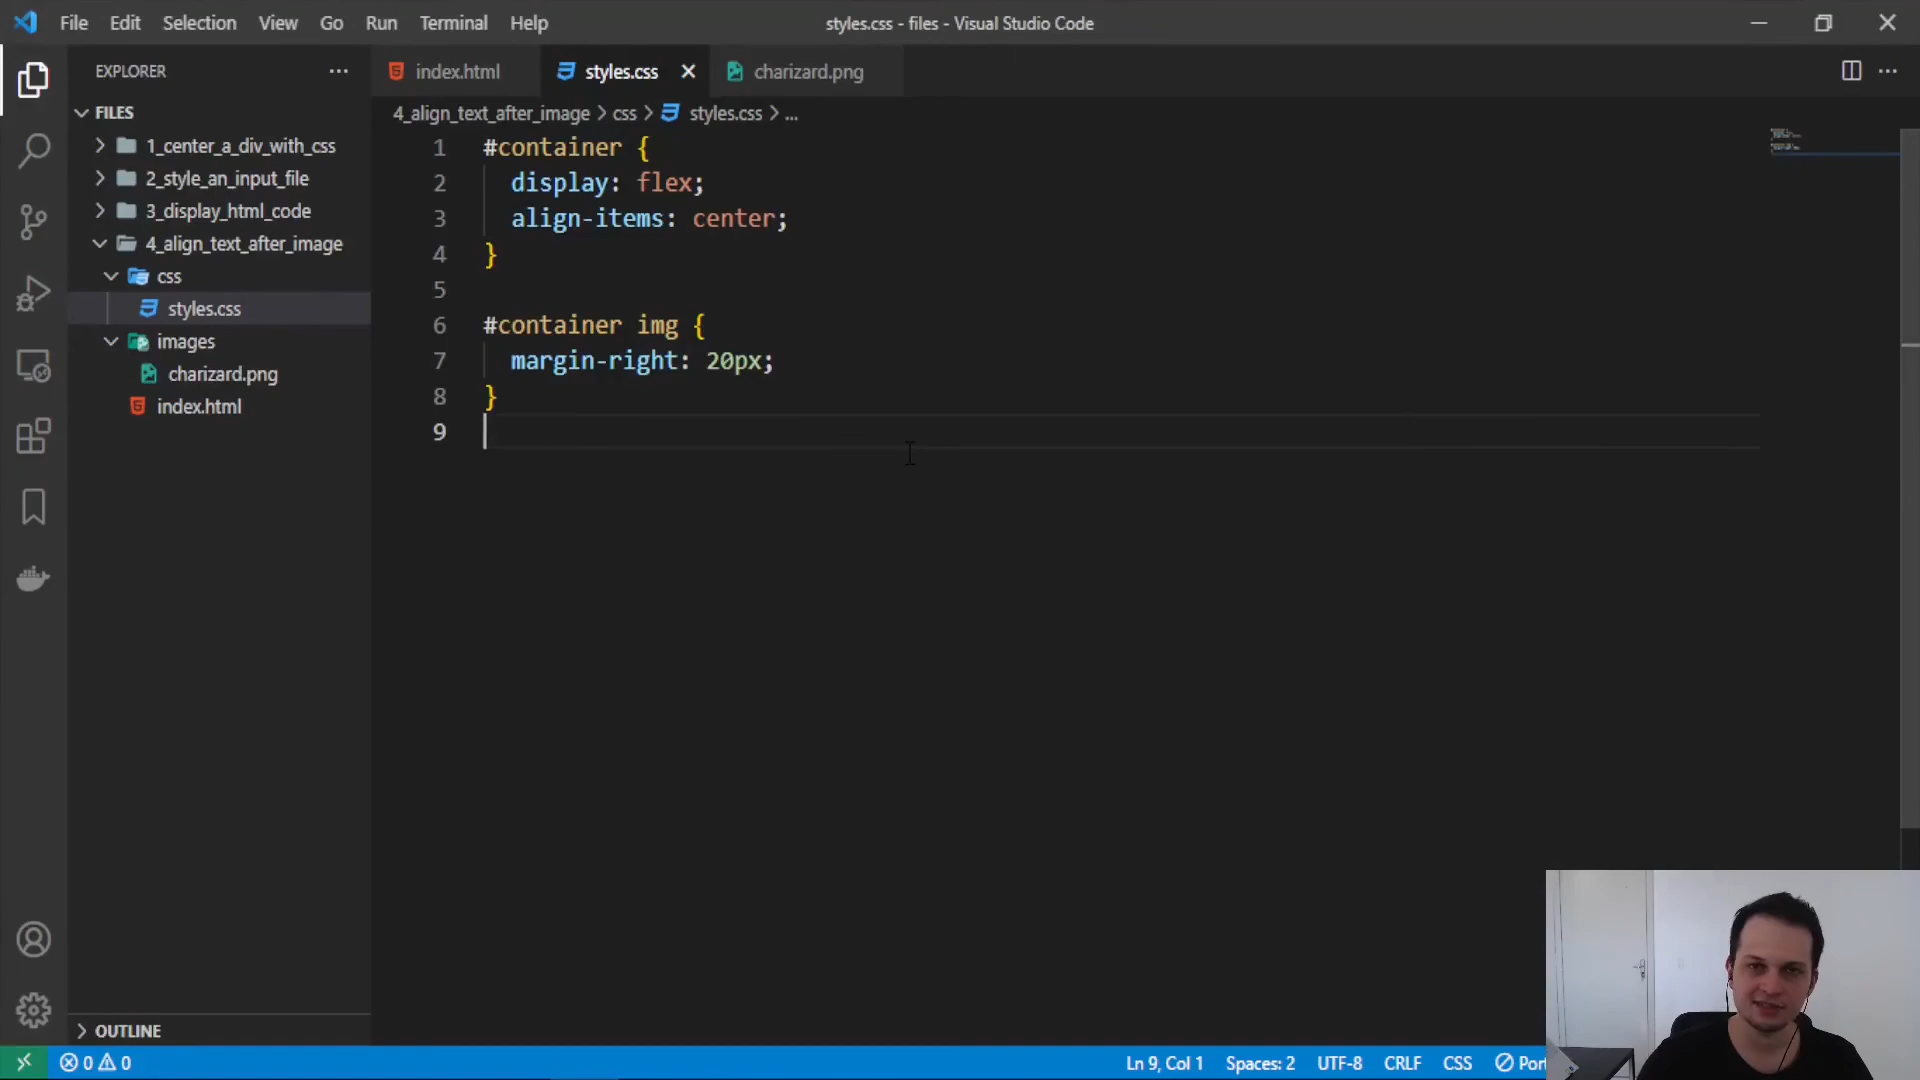 File Edit Selection View Go Run Terminal Help
styles.css - files - Visual Studio Code
EXPLORER
FILES
1_center_a_div_with_css
2_style_an_input_file
3_display_html_code
4_align_text_after_image
css
styles.css
images
charizard.png
index.html
OUTLINE
index.html styles.css charizard.png
4_align_text_after_image > css > styles.css > ...
1 #container {
2 display: flex;
3 align-items: center;
4 }
5
6 #container img {
7 margin-right: 20px;
8 }
9
0 0 Ln 9, Col 1 Spaces: 2 UTF-8 CRLF CSS Port